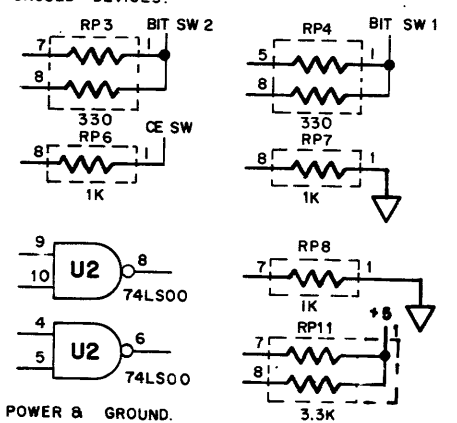 UNUSED DEVICES.
RP3
BIT SW 2
7
1
8
330
RP4
BIT SW 1
5
1
8
330
RP6
CE SW
8
1
1K
RP7
8
1
1K
9
10
U2
8
74LS00
RP8
7
1
1K
4
5
U2
6
74LS00
+5
RP11
1
7
8
3.3K
POWER & GROUND.